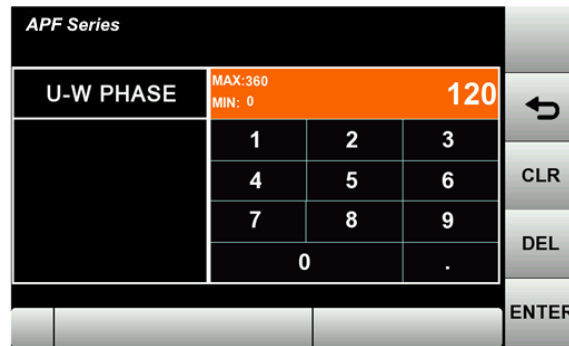 APF Series
U-W PHASE
MAX:360
MIN: 0
120
1 2 3
4 5 6
CLR
7 8 9
DEL
0 .
ENTER